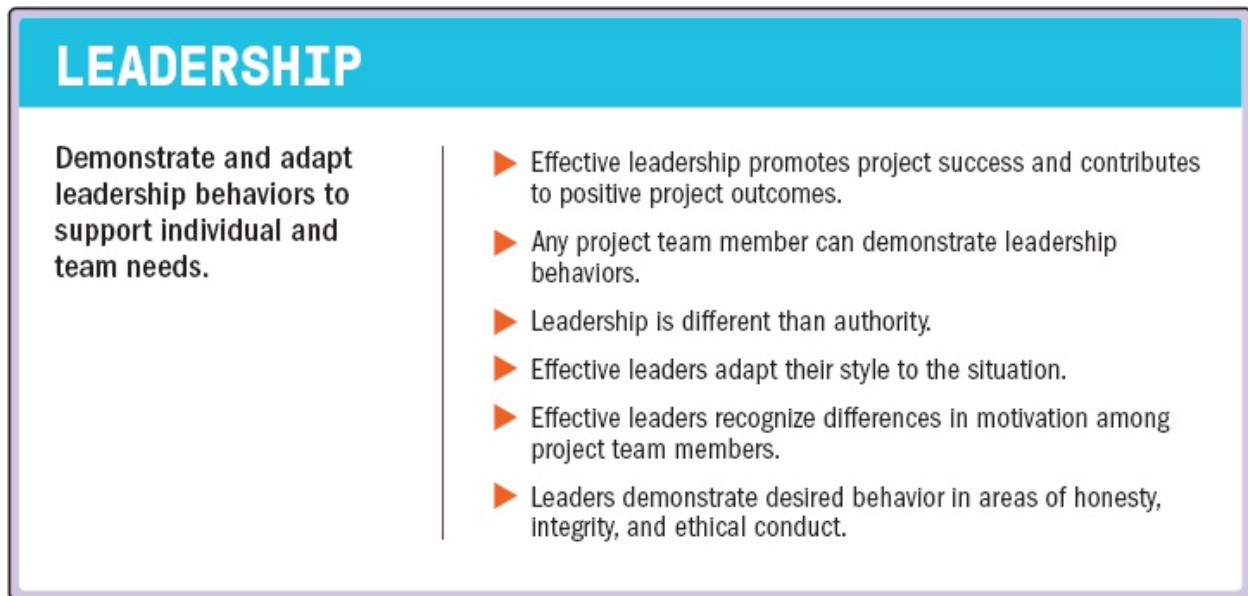 LEADERSHIP
Demonstrate and adapt
leadership behaviors to
support individual and
team needs.
Effective leadership promotes project success and contributes
to positive project outcomes.
Any project team member can demonstrate leadership
behaviors.
Leadership is different than authority.
Effective leaders adapt their style to the situation.
Effective leaders recognize differences in motivation among
project team members.
Leaders demonstrate desired behavior in areas of honesty,
integrity, and ethical conduct.